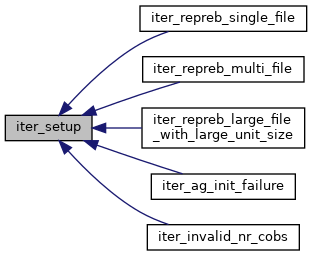 iter_repreb_single_file
iter_repreb_multi_file
iter_setup
iter_repreb_large_file
_with_large_unit_size
iter_ag_init_failure
iter_invalid_nr_cobs